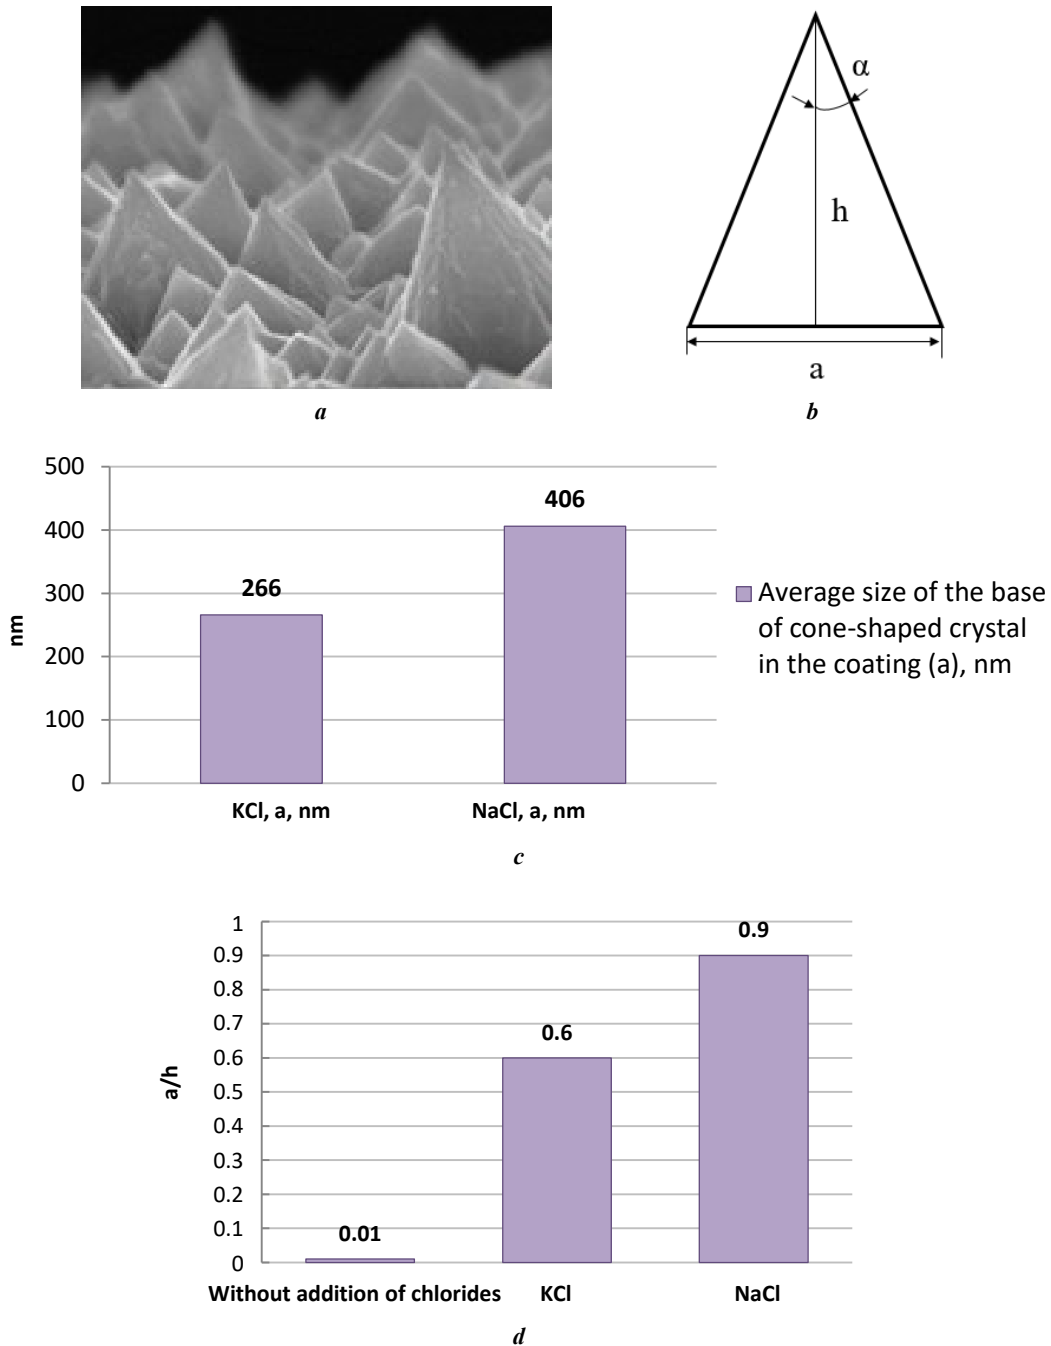 α
h
a
a
b
500
400
300
200
100
0
nm
266
406
KCl, a, nm
NaCl, a, nm
Average size of the base
of cone-shaped crystal
in the coating (a), nm
c
1
0.9
0.8
0.7
0.6
0.5
0.4
0.3
0.2
0.1
0
a/h
0.01
0.6
0.9
Without addition of chlorides
KCl
NaCl
d